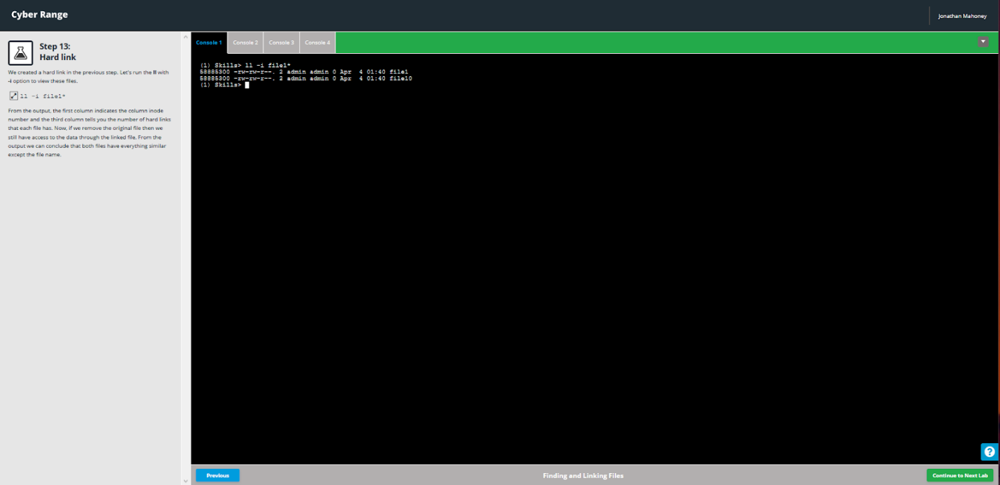 Cyber Range
Jonathan Mahoney
Step 13:
Hard link
We created a hard link in the previous step. Let's run the ll with
-i option to view these files.
ll -i file1*
From the output, the first column indicates the column inode
number and the third column tells you the number of hard links
that each file has. Now, if we remove the original file then we
still have access to the data through the linked file. From the
output we can conclude that both files have everything similar
except the file name.
Console 1
Console 2
Console 3
Console 4
(1) Skills> ll -i file1*
58885300 -rw-rw-r--. 2 admin admin 0 Apr  4 01:40 file1
58885300 -rw-rw-r--. 2 admin admin 0 Apr  4 01:40 file10
(1) Skills>
?
Previous
Finding and Linking Files
Continue to Next Lab